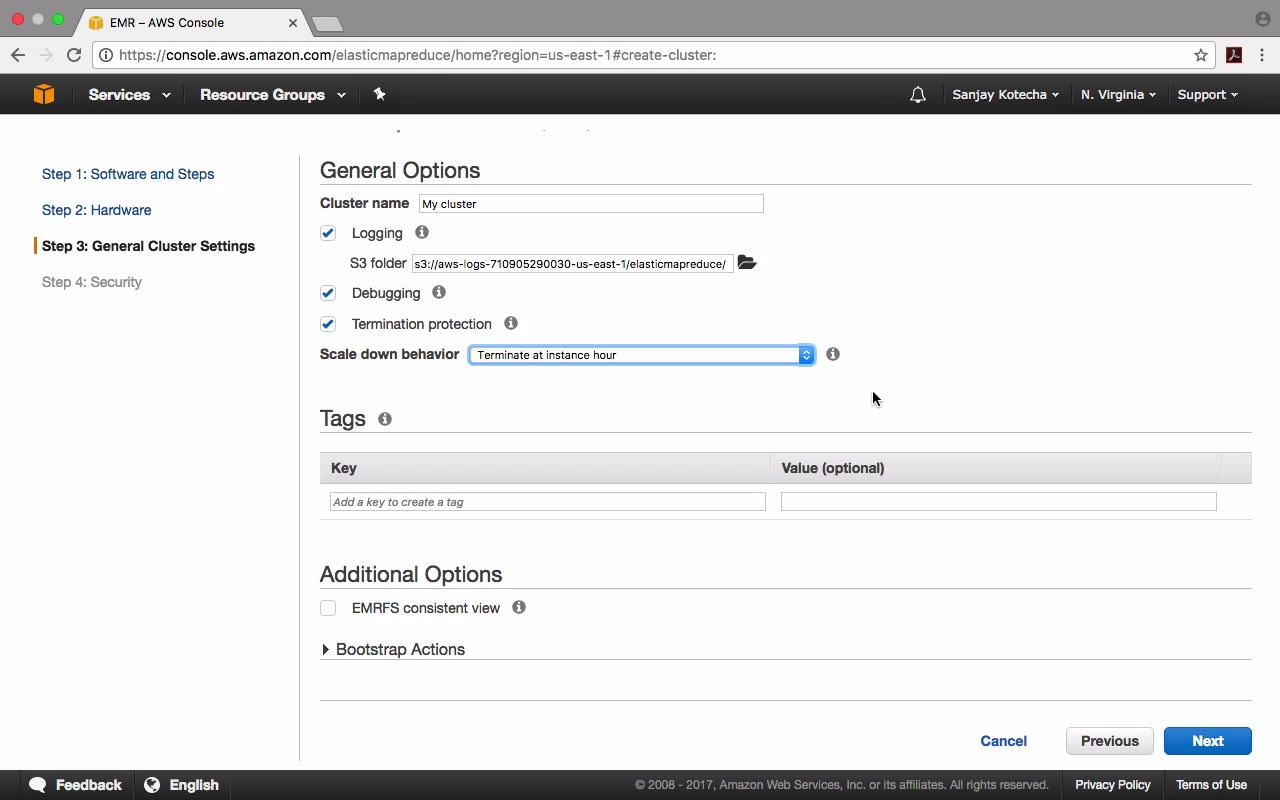 EMR – AWS Console
https://console.aws.amazon.com/elasticmapreduce/home?region=us-east-1#create-cluster:
Services Resource Groups Sanjay Kotecha N. Virginia Support
Step 1: Software and Steps
Step 2: Hardware
Step 3: General Cluster Settings
Step 4: Security
General Options
Cluster name My cluster
Logging
S3 folder s3://aws-logs-710905290030-us-east-1/elasticmapreduce/
Debugging
Termination protection
Scale down behavior Terminate at instance hour
Tags
Key Value (optional)
Add a key to create a tag
Additional Options
EMRFS consistent view
Bootstrap Actions
Cancel Previous Next
Feedback English © 2008 - 2017, Amazon Web Services, Inc. or its affiliates. All rights reserved. Privacy Policy Terms of Use